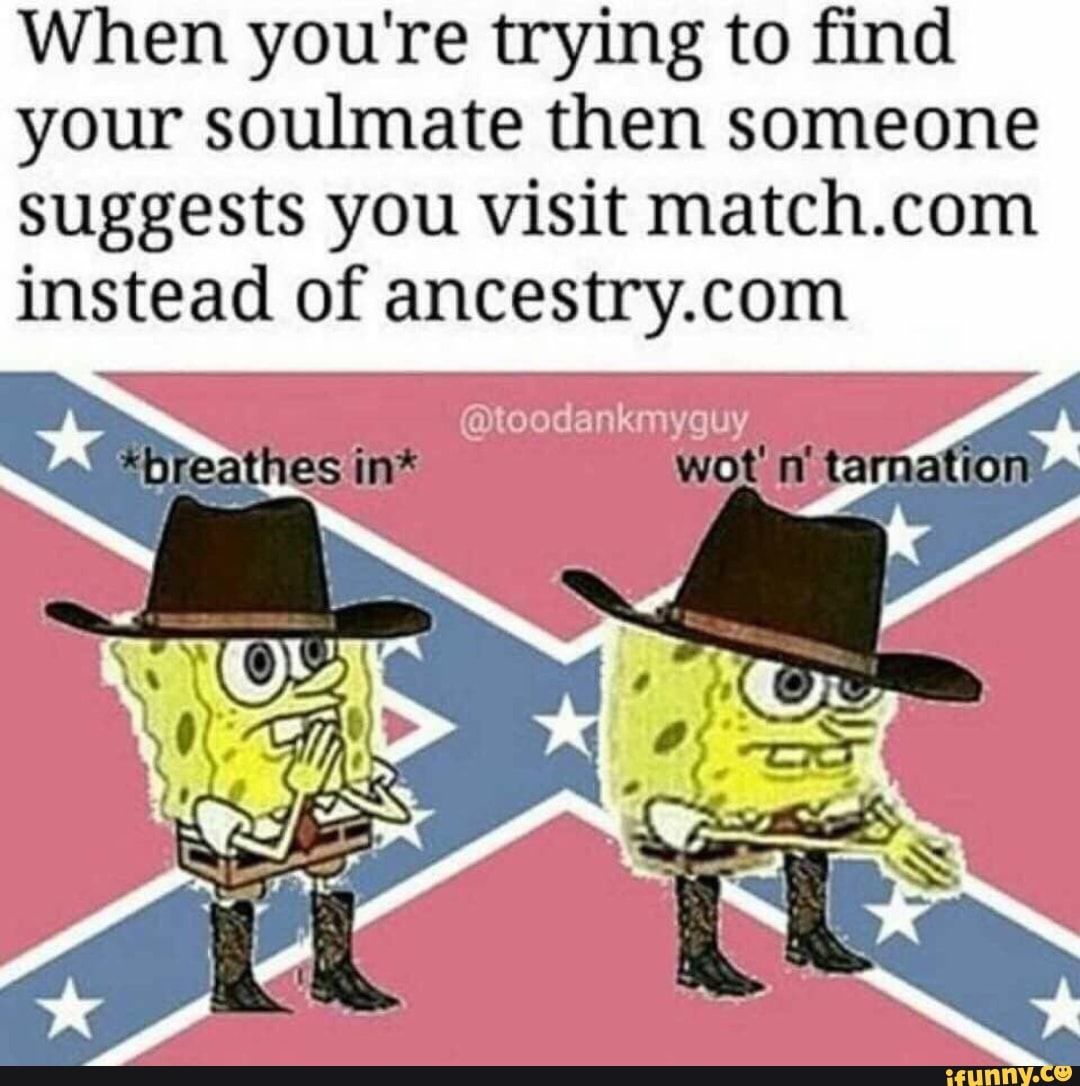 When you're trying to find
your soulmate then someone
suggests you visit match.com
instead of ancestry.com
@toodankmyguy
*breathes in*
wot' n' tarnation
ifunny.co